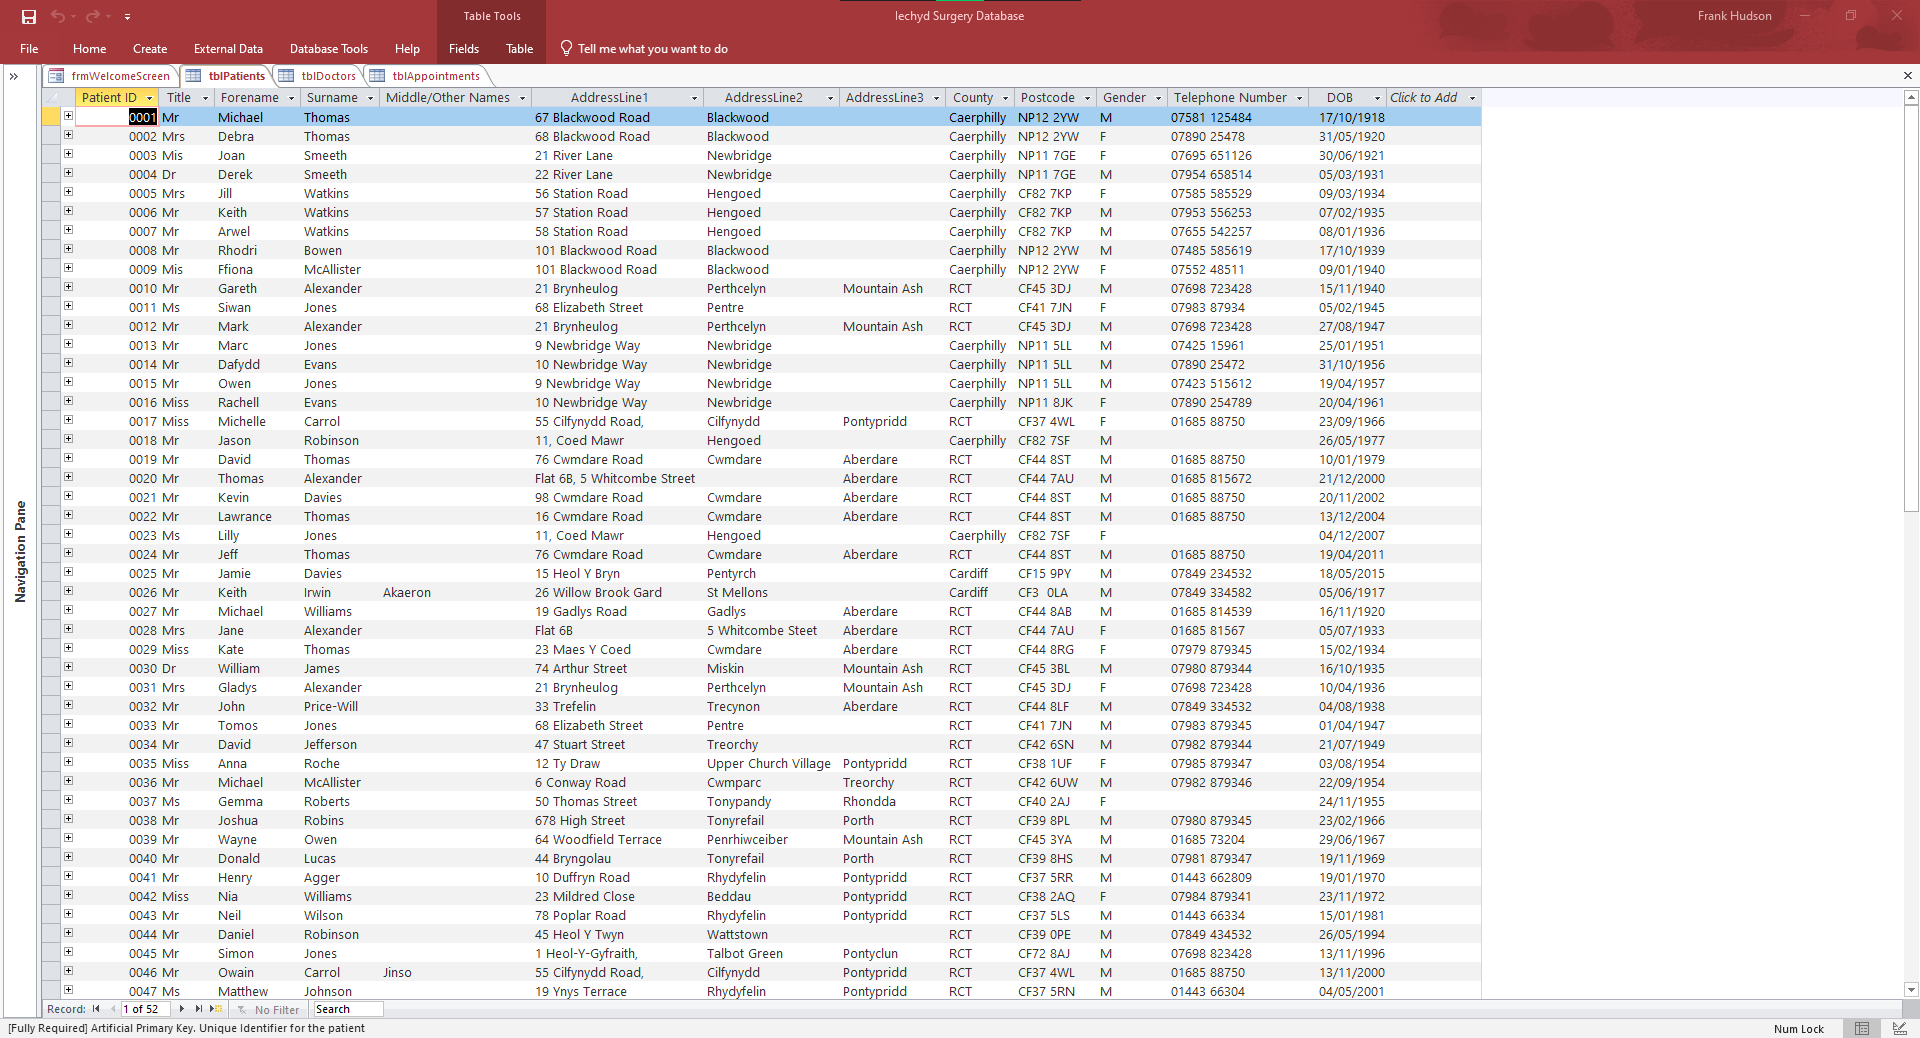 Table Tools
Iechyd Surgery Database
Frank Hudson
File Home Create External Data Database Tools Help Fields Table Tell me what you want to do
frmWelcomeScreen tblPatients tblDoctors tblAppointments
Patient ID Title Forename Surname Middle/Other Names AddressLine1 AddressLine2 AddressLine3 County Postcode Gender Telephone Number DOB Click to Add
0001 Mr Michael Thomas 67 Blackwood Road Blackwood Caerphilly NP12 2YW M 07581 125484 17/10/1918
0002 Mrs Debra Thomas 68 Blackwood Road Blackwood Caerphilly NP12 2YW F 07890 25478 31/05/1920
0003 Mis Joan Smeeth 21 River Lane Newbridge Caerphilly NP11 7GE F 07695 651126 30/06/1921
0004 Dr Derek Smeeth 22 River Lane Newbridge Caerphilly NP11 7GE M 07954 658514 05/03/1931
0005 Mrs Jill Watkins 56 Station Road Hengoed Caerphilly CF82 7KP F 07585 585529 09/03/1934
0006 Mr Keith Watkins 57 Station Road Hengoed Caerphilly CF82 7KP M 07953 556253 07/02/1935
0007 Mr Arwel Watkins 58 Station Road Hengoed Caerphilly CF82 7KP M 07655 542257 08/01/1936
0008 Mr Rhodri Bowen 101 Blackwood Road Blackwood Caerphilly NP12 2YW M 07485 585619 17/10/1939
0009 Mis Ffiona McAllister 101 Blackwood Road Blackwood Caerphilly NP12 2YW F 07552 48511 09/01/1940
0010 Mr Gareth Alexander 21 Brynheulog Perthcelyn Mountain Ash RCT CF45 3DJ M 07698 723428 15/11/1940
0011 Ms Siwan Jones 68 Elizabeth Street Pentre RCT CF41 7JN F 07983 87934 05/02/1945
0012 Mr Mark Alexander 21 Brynheulog Perthcelyn Mountain Ash RCT CF45 3DJ M 07698 723428 27/08/1947
0013 Mr Marc Jones 9 Newbridge Way Newbridge Caerphilly NP11 5LL M 07425 15961 25/01/1951
0014 Mr Dafydd Evans 10 Newbridge Way Newbridge Caerphilly NP11 5LL M 07890 25472 31/10/1956
0015 Mr Owen Jones 9 Newbridge Way Newbridge Caerphilly NP11 5LL M 07423 515612 19/04/1957
0016 Miss Rachell Evans 10 Newbridge Way Newbridge Caerphilly NP11 8JK F 07890 254789 20/04/1961
0017 Miss Michelle Carrol 55 Cilfynydd Road, Cilfynydd Pontypridd RCT CF37 4WL F 01685 88750 23/09/1966
0018 Mr Jason Robinson 11, Coed Mawr Hengoed Caerphilly CF82 7SF M 26/05/1977
0019 Mr David Thomas 76 Cwmdare Road Cwmdare Aberdare RCT CF44 8ST M 01685 88750 10/01/1979
0020 Mr Thomas Alexander Flat 6B, 5 Whitcombe Street Aberdare RCT CF44 7AU M 01685 815672 21/12/2000
0021 Mr Kevin Davies 98 Cwmdare Road Cwmdare Aberdare RCT CF44 8ST M 01685 88750 20/11/2002
0022 Mr Lawrance Thomas 16 Cwmdare Road Cwmdare Aberdare RCT CF44 8ST M 01685 88750 13/12/2004
0023 Ms Lilly Jones 11, Coed Mawr Hengoed Caerphilly CF82 7SF F 04/12/2007
0024 Mr Jeff Thomas 76 Cwmdare Road Cwmdare Aberdare RCT CF44 8ST M 01685 88750 19/04/2011
0025 Mr Jamie Davies 15 Heol Y Bryn Pentyrch Cardiff CF15 9PY M 07849 234532 18/05/2015
0026 Mr Keith Irwin Akaeron 26 Willow Brook Gard St Mellons Cardiff CF3 0LA M 07849 334582 05/06/1917
0027 Mr Michael Williams 19 Gadlys Road Gadlys Aberdare RCT CF44 8AB M 01685 814539 16/11/1920
0028 Mrs Jane Alexander Flat 6B 5 Whitcombe Steet Aberdare RCT CF44 7AU F 01685 81567 05/07/1933
0029 Miss Kate Thomas 23 Maes Y Coed Cwmdare Aberdare RCT CF44 8RG F 07979 879345 15/02/1934
0030 Dr William James 74 Arthur Street Miskin Mountain Ash RCT CF45 3BL M 07980 879344 16/10/1935
0031 Mrs Gladys Alexander 21 Brynheulog Perthcelyn Mountain Ash RCT CF45 3DJ F 07698 723428 10/04/1936
0032 Mr John Price-Will 33 Trefelin Trecynon Aberdare RCT CF44 8LF M 07849 334532 04/08/1938
0033 Mr Tomos Jones 68 Elizabeth Street Pentre RCT CF41 7JN M 07983 879345 01/04/1947
0034 Mr David Jefferson 47 Stuart Street Treorchy RCT CF42 6SN M 07982 879344 21/07/1949
0035 Miss Anna Roche 12 Ty Draw Upper Church Village Pontypridd RCT CF38 1UF F 07985 879347 03/08/1954
0036 Mr Michael McAllister 6 Conway Road Cwmparc Treorchy RCT CF42 6UW M 07982 879346 22/09/1954
0037 Ms Gemma Roberts 50 Thomas Street Tonypandy Rhondda RCT CF40 2AJ F 24/11/1955
0038 Mr Joshua Robins 678 High Street Tonyrefail Porth RCT CF39 8PL M 07980 879345 23/02/1966
0039 Mr Wayne Owen 64 Woodfield Terrace Penrhiwceiber Mountain Ash RCT CF45 3YA M 01685 73204 29/06/1967
0040 Mr Donald Lucas 44 Bryngolau Tonyrefail Porth RCT CF39 8HS M 07981 879347 19/11/1969
0041 Mr Henry Agger 10 Duffryn Road Rhydyfelin Pontypridd RCT CF37 5RR M 01443 662809 19/01/1970
0042 Miss Nia Williams 23 Mildred Close Beddau Pontypridd RCT CF38 2AQ F 07984 879341 23/11/1972
0043 Mr Neil Wilson 78 Poplar Road Rhydyfelin Pontypridd RCT CF37 5LS M 01443 66334 15/01/1981
0044 Mr Daniel Robinson 45 Heol Y Twyn Wattstown RCT CF39 0PE M 07849 434532 26/05/1994
0045 Mr Simon Jones 1 Heol-Y-Gyfraith, Talbot Green Pontyclun RCT CF72 8AJ M 07698 823428 13/11/1996
0046 Mr Owain Carrol Jinso 55 Cilfynydd Road, Cilfynydd Pontypridd RCT CF37 4WL M 01685 88750 13/11/2000
0047 Ms Matthew Johnson 19 Ynys Terrace Rhydyfelin Pontypridd RCT CF37 5RN M 01443 66304 04/05/2001
Navigation Pane
Record: 1 of 52 No Filter Search
[Fully Required] Artificial Primary Key. Unique Identifier for the patient
Num Lock